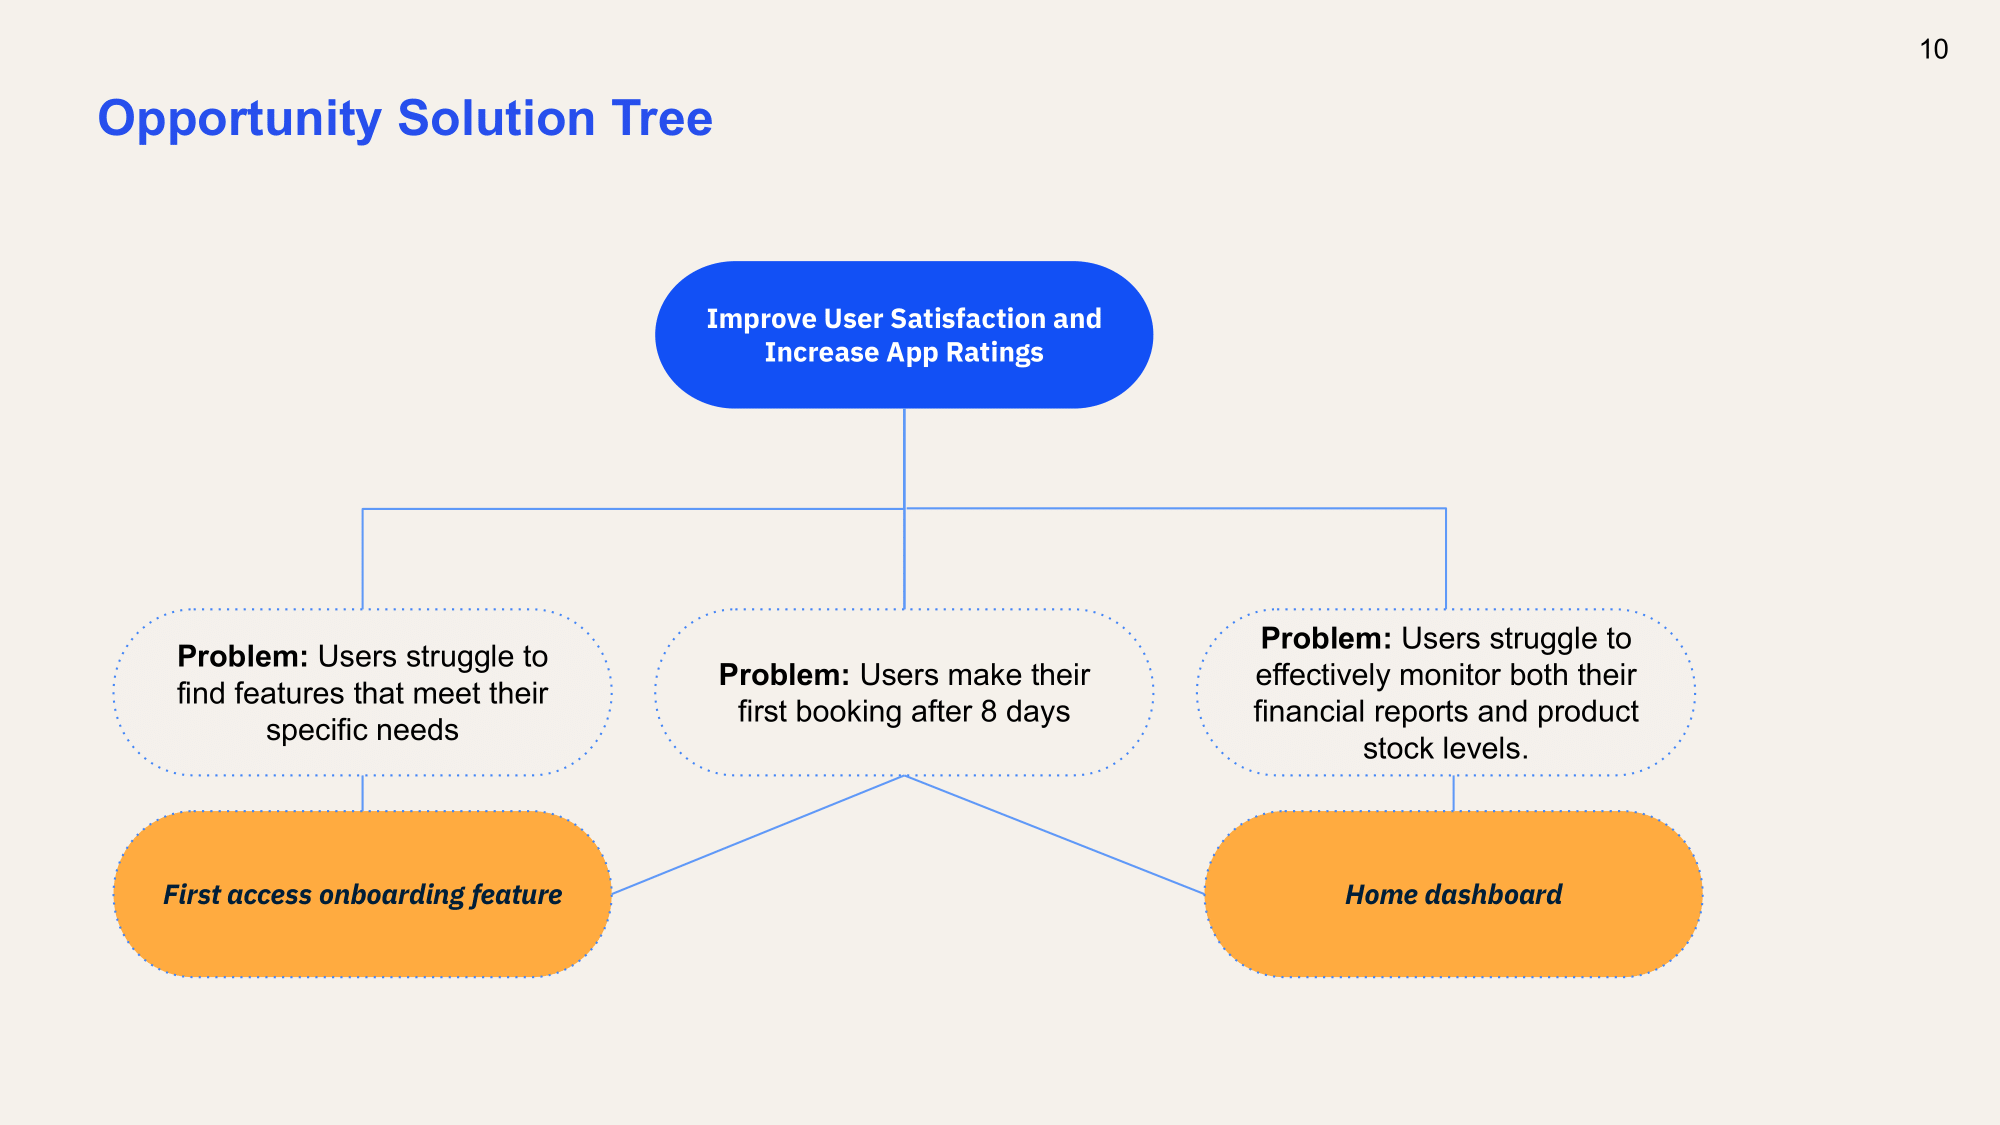 10
Opportunity Solution Tree
Improve User Satisfaction and
Increase App Ratings
Problem: Users struggle to
find features that meet their
specific needs
Problem: Users make their
first booking after 8 days
Problem: Users struggle to
effectively monitor both their
financial reports and product
stock levels.
First access onboarding feature
Home dashboard